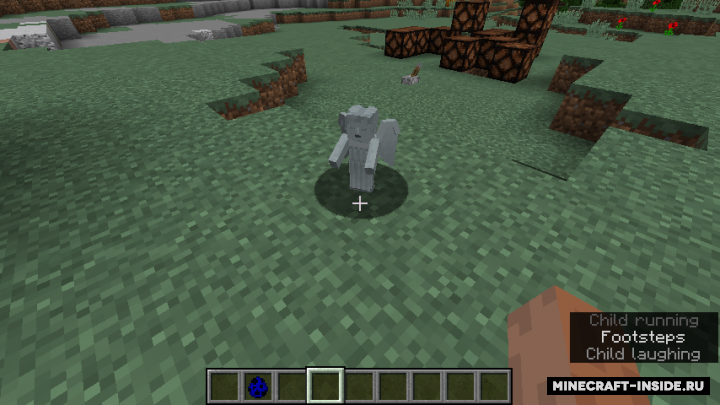 Child running
Footsteps
Child laughing
MINECRAFT-INSIDE.RU